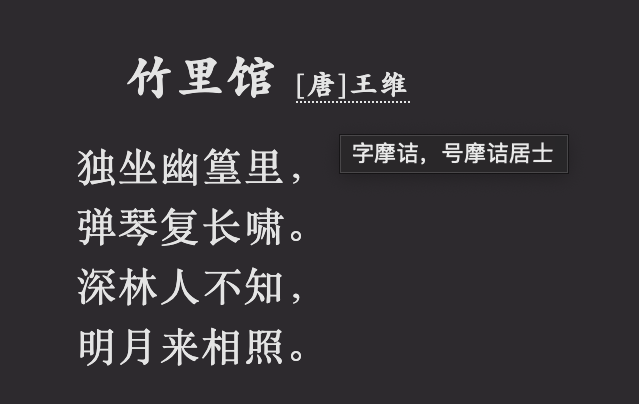 竹里馆 [唐]王维
字摩诘，号摩诘居士
独坐幽篁里，
弹琴复长啸。
深林人不知，
明月来相照。